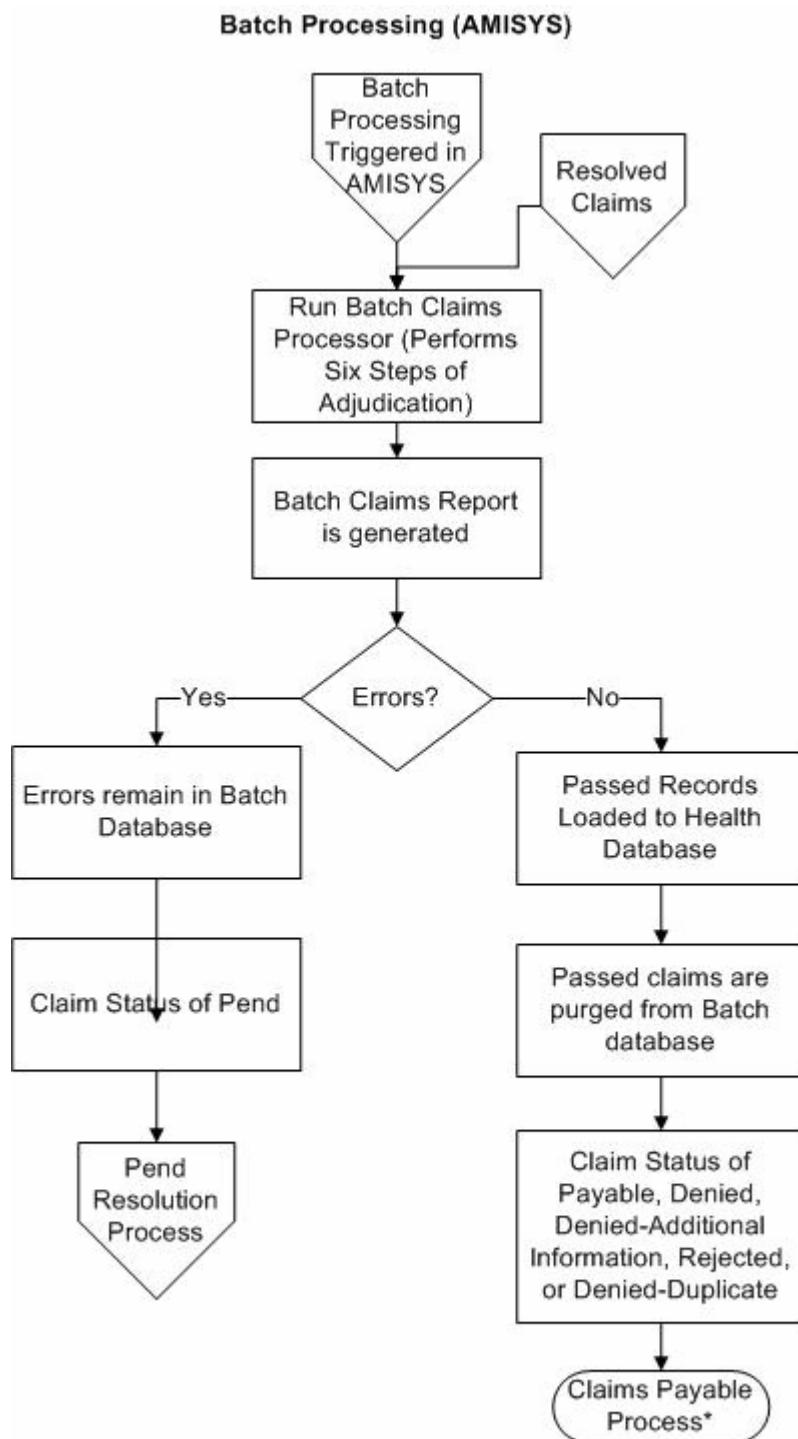 Batch Processing (AMISYS)
Batch
Processing
Triggered in
AMISYS
Resolved
Claims
Run Batch Claims
Processor (Performs
Six Steps of
Adjudication)
Batch Claims Report
is generated
Errors?
Yes
No
Errors remain in Batch
Database
Claim Status of Pend
Pend
Resolution
Process
Passed Records
Loaded to Health
Database
Passed claims are
purged from Batch
database
Claim Status of
Payable, Denied,
Denied-Additional
Information, Rejected,
or Denied-Duplicate
Claims Payable
Process*